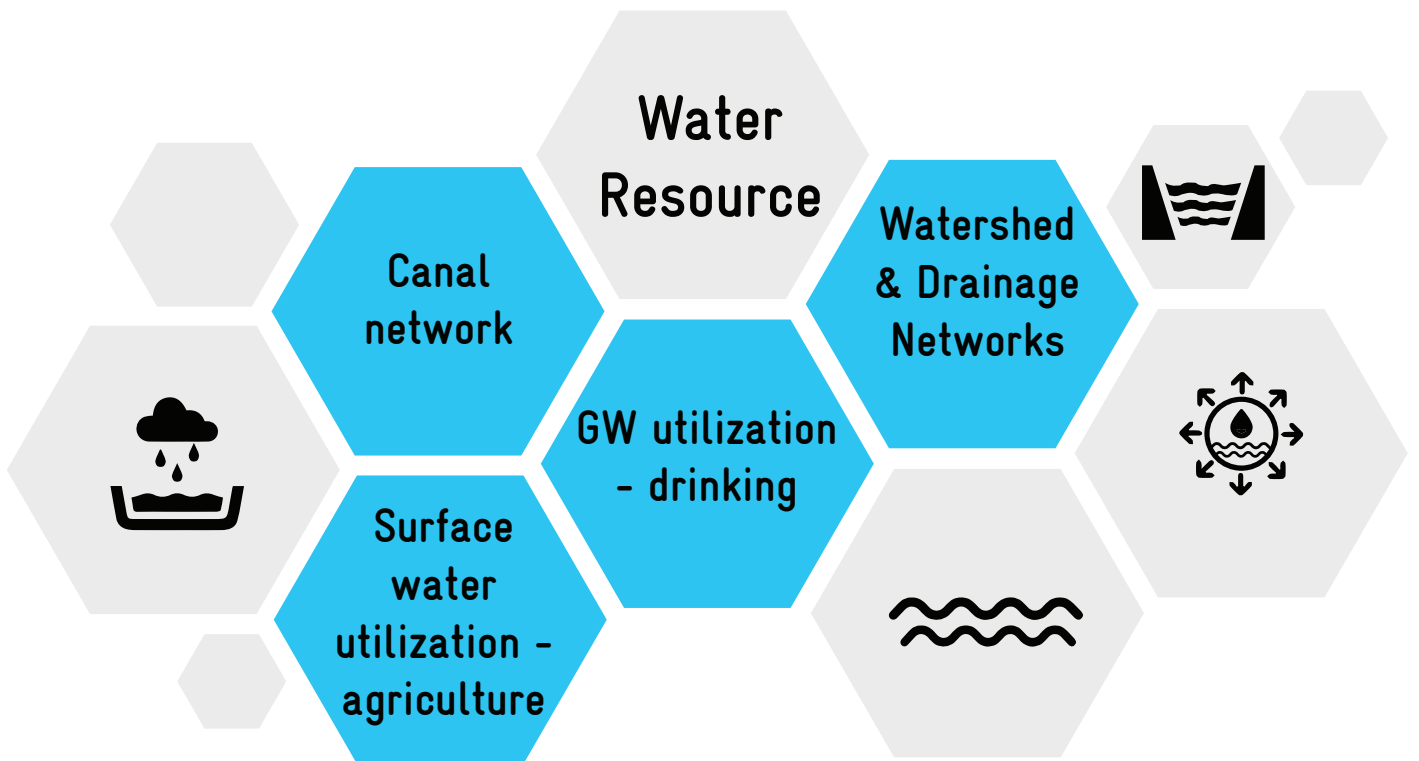 Water
Resource
Canal
network
Watershed
& Drainage
Networks
GW utilization
- drinking
Surface
water
utilization -
agriculture